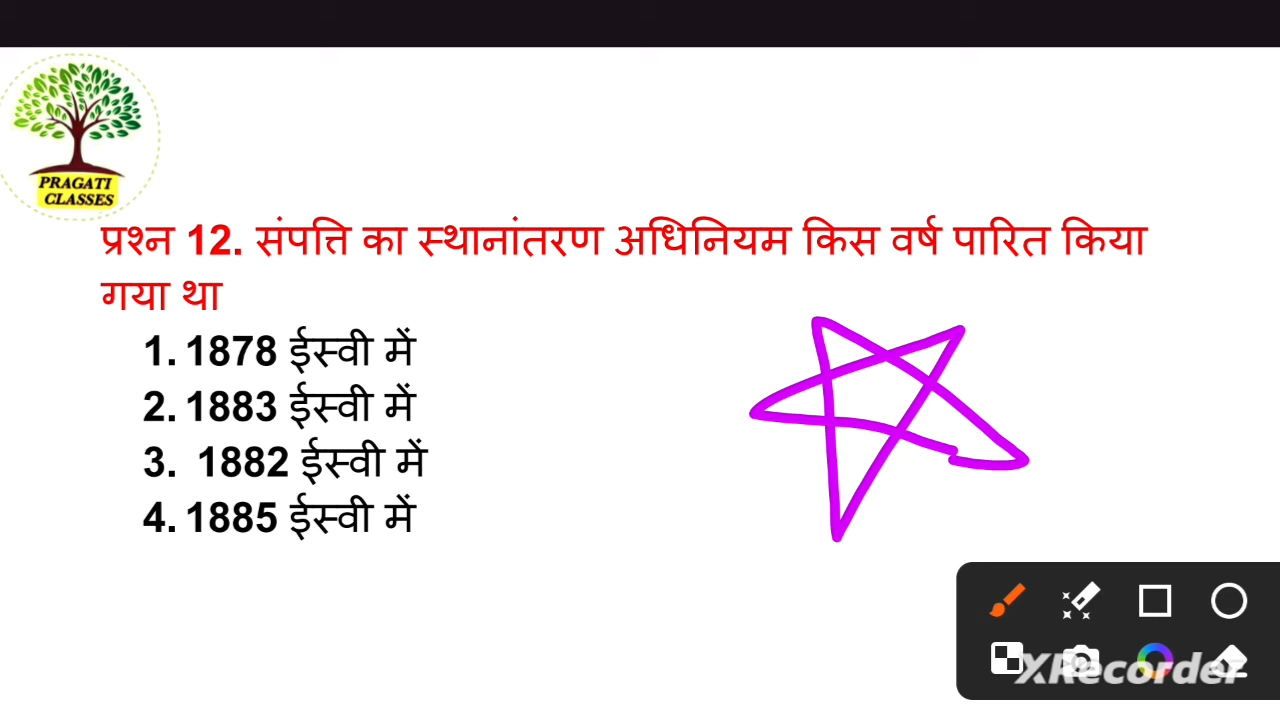 PRAGATI
CLASSES
प्रश्न 12. संपत्ति का स्थानांतरण अधिनियम किस वर्ष पारित किया
गया था
1. 1878 ईस्वी में
2. 1883 ईस्वी में
3. 1882 ईस्वी में
4. 1885 ईस्वी में
XRecorder